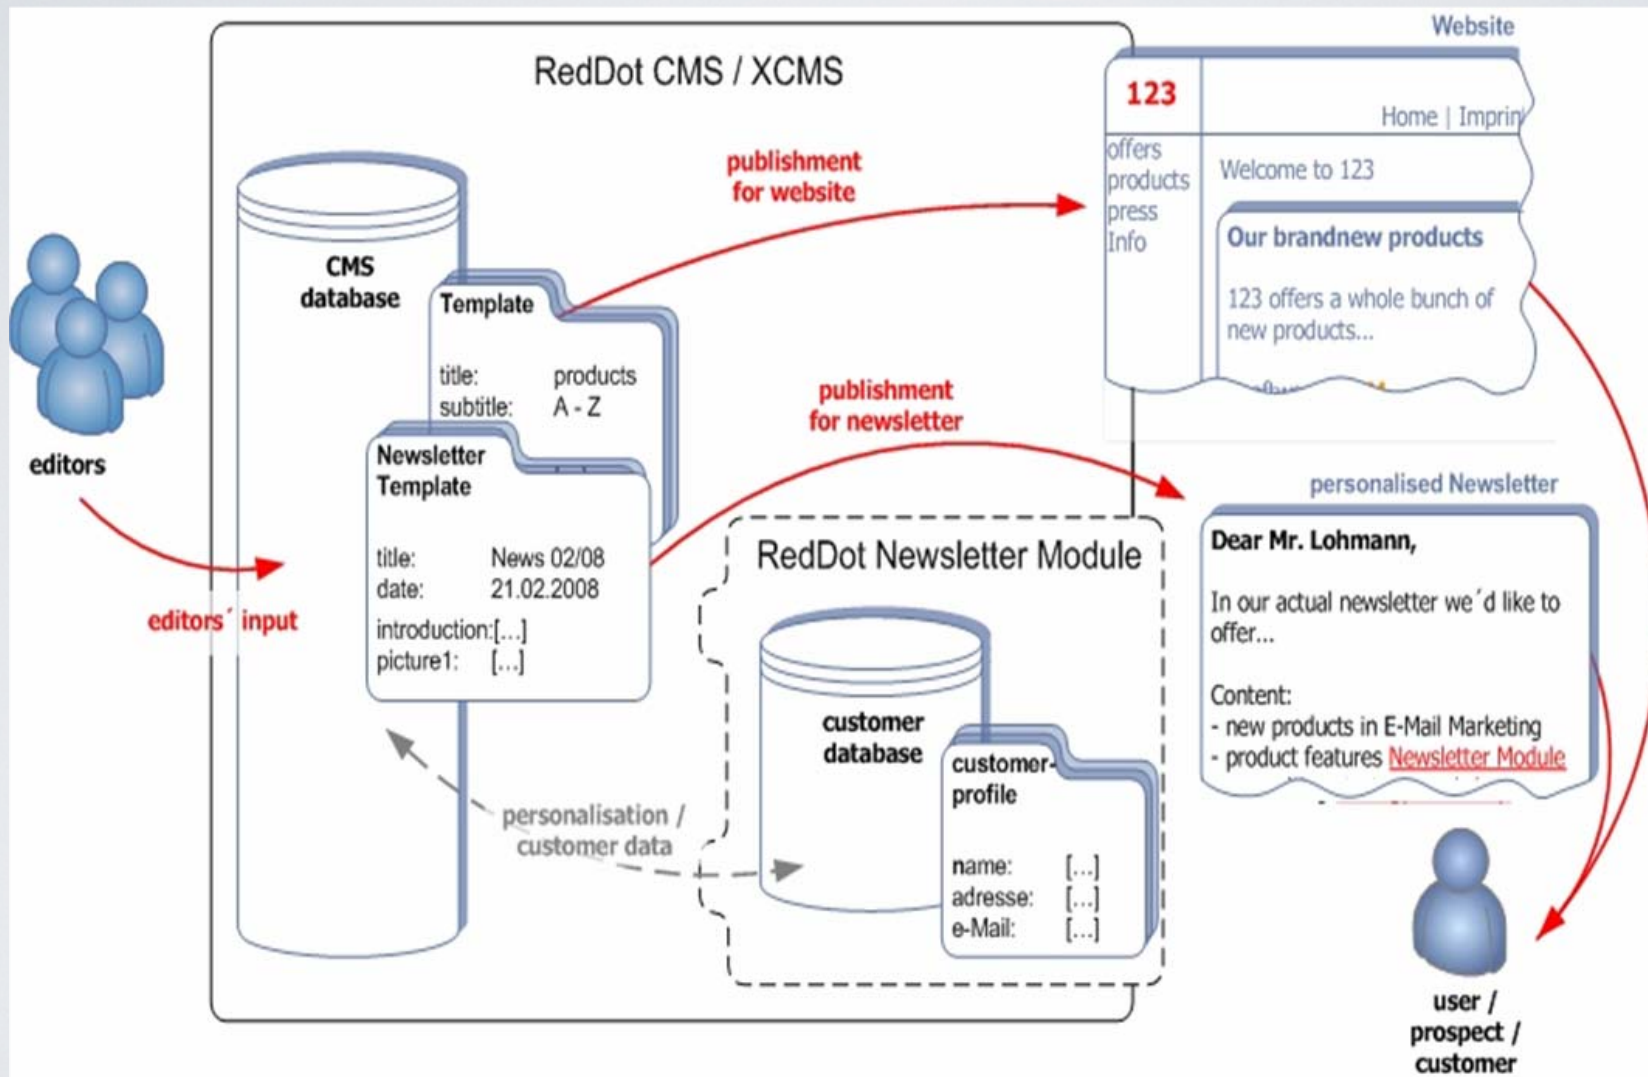 RedDot CMS / XCMS
Website
123
Home | Imprin
offers
products
press
Info
Welcome to 123
Our brandnew products
123 offers a whole bunch of
new products...
publishment
for website
CMS
database
Template
title: products
subtitle: A - Z
editors
editors´ input
Newsletter
Template
title: News 02/08
date: 21.02.2008
introduction:[...]
picture1: [...]
publishment
for newsletter
personalised Newsletter
Dear Mr. Lohmann,
In our actual newsletter we´d like to
offer...
Content:
- new products in E-Mail Marketing
- product features Newsletter Module
RedDot Newsletter Module
customer
database
customer-
profile
name: [...]
adresse: [...]
e-Mail: [...]
personalisation /
customer data
user /
prospect /
customer